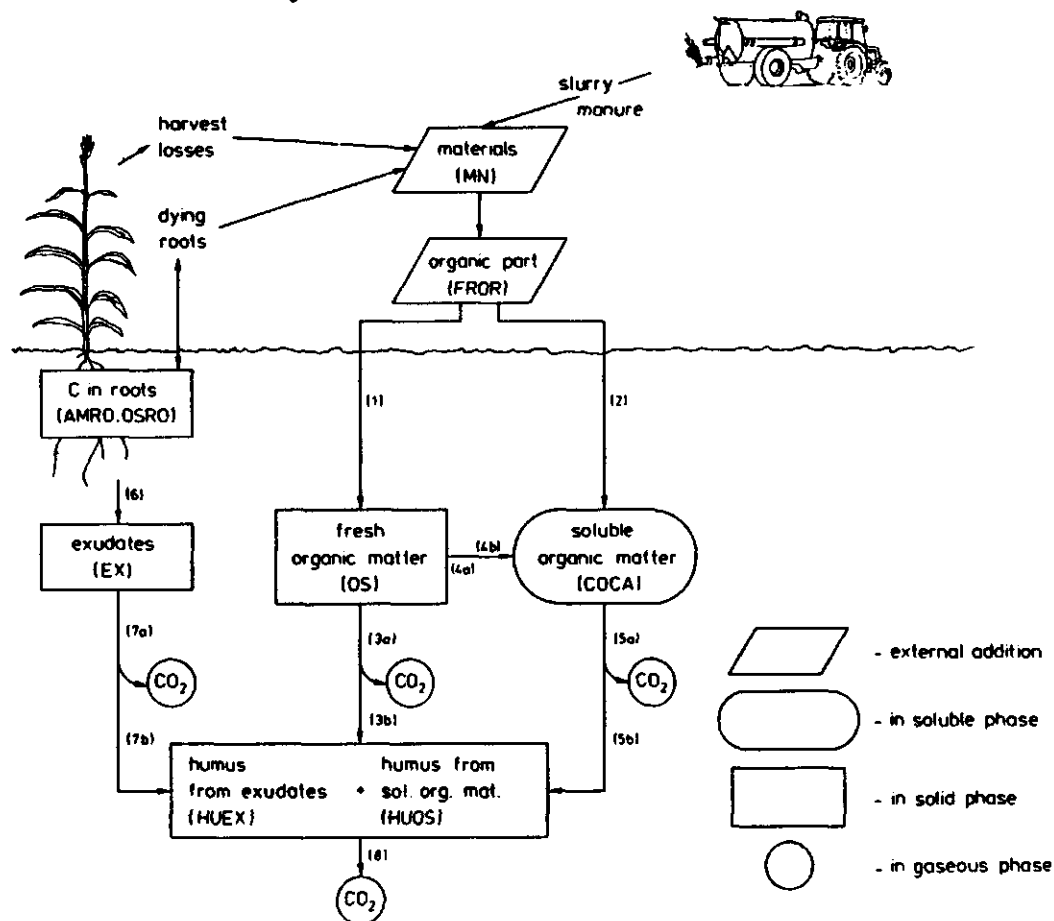 slurry
manure
harvest
losses
materials
(MN)
dying
roots
organic part
(FROR)
C in roots
(AMRO.OSRO)
(1)
(2)
(6)
exudates
(EX)
fresh
organic matter
(OS)
(4b)
(4a)
soluble
organic matter
(COCA)
(7a)
CO2
(7b)
(3a)
CO2
(3b)
(5a)
CO2
(5b)
humus
from exudates
(HUEX)
+
humus from
sol. org. mat.
(HUOS)
(8)
CO2
- external addition
- in soluble phase
- in solid phase
- in gaseous phase